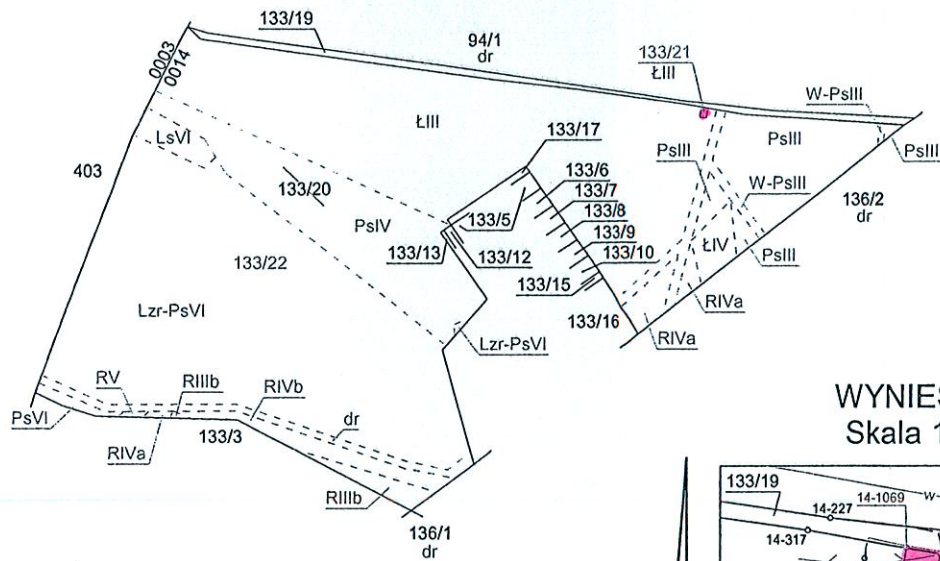 133/19
94/1
dr
133/21
ŁIII
W-PsIII
0003
0014
ŁIII
PsIII
PsIII
PsIII
LsVI
133/17
403
133/6
133/20
133/7
W-PsIII
136/2
dr
133/5
133/8
PsIV
133/9
ŁIV
PsIII
133/13
133/12
133/10
133/22
133/15
RIVa
Lzr-PsVI
133/16
RIVa
Lzr-PsVI
RV
RIIIb
RIVb
dr
PsVI
RIVa
133/3
RIIIb
136/1
dr
WYNIES
Skala 1
133/19
14-1069
w-
14-227
14-317